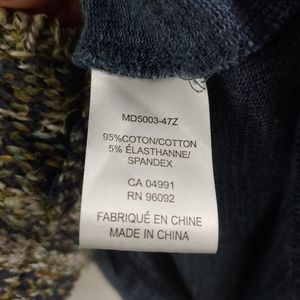 MD5003-47Z
95%COTON/COTTON
5% ÉLASTHANNE/
SPANDEX
CA 04991
RN 96092
FABRIQUÉ EN CHINE
MADE IN CHINA